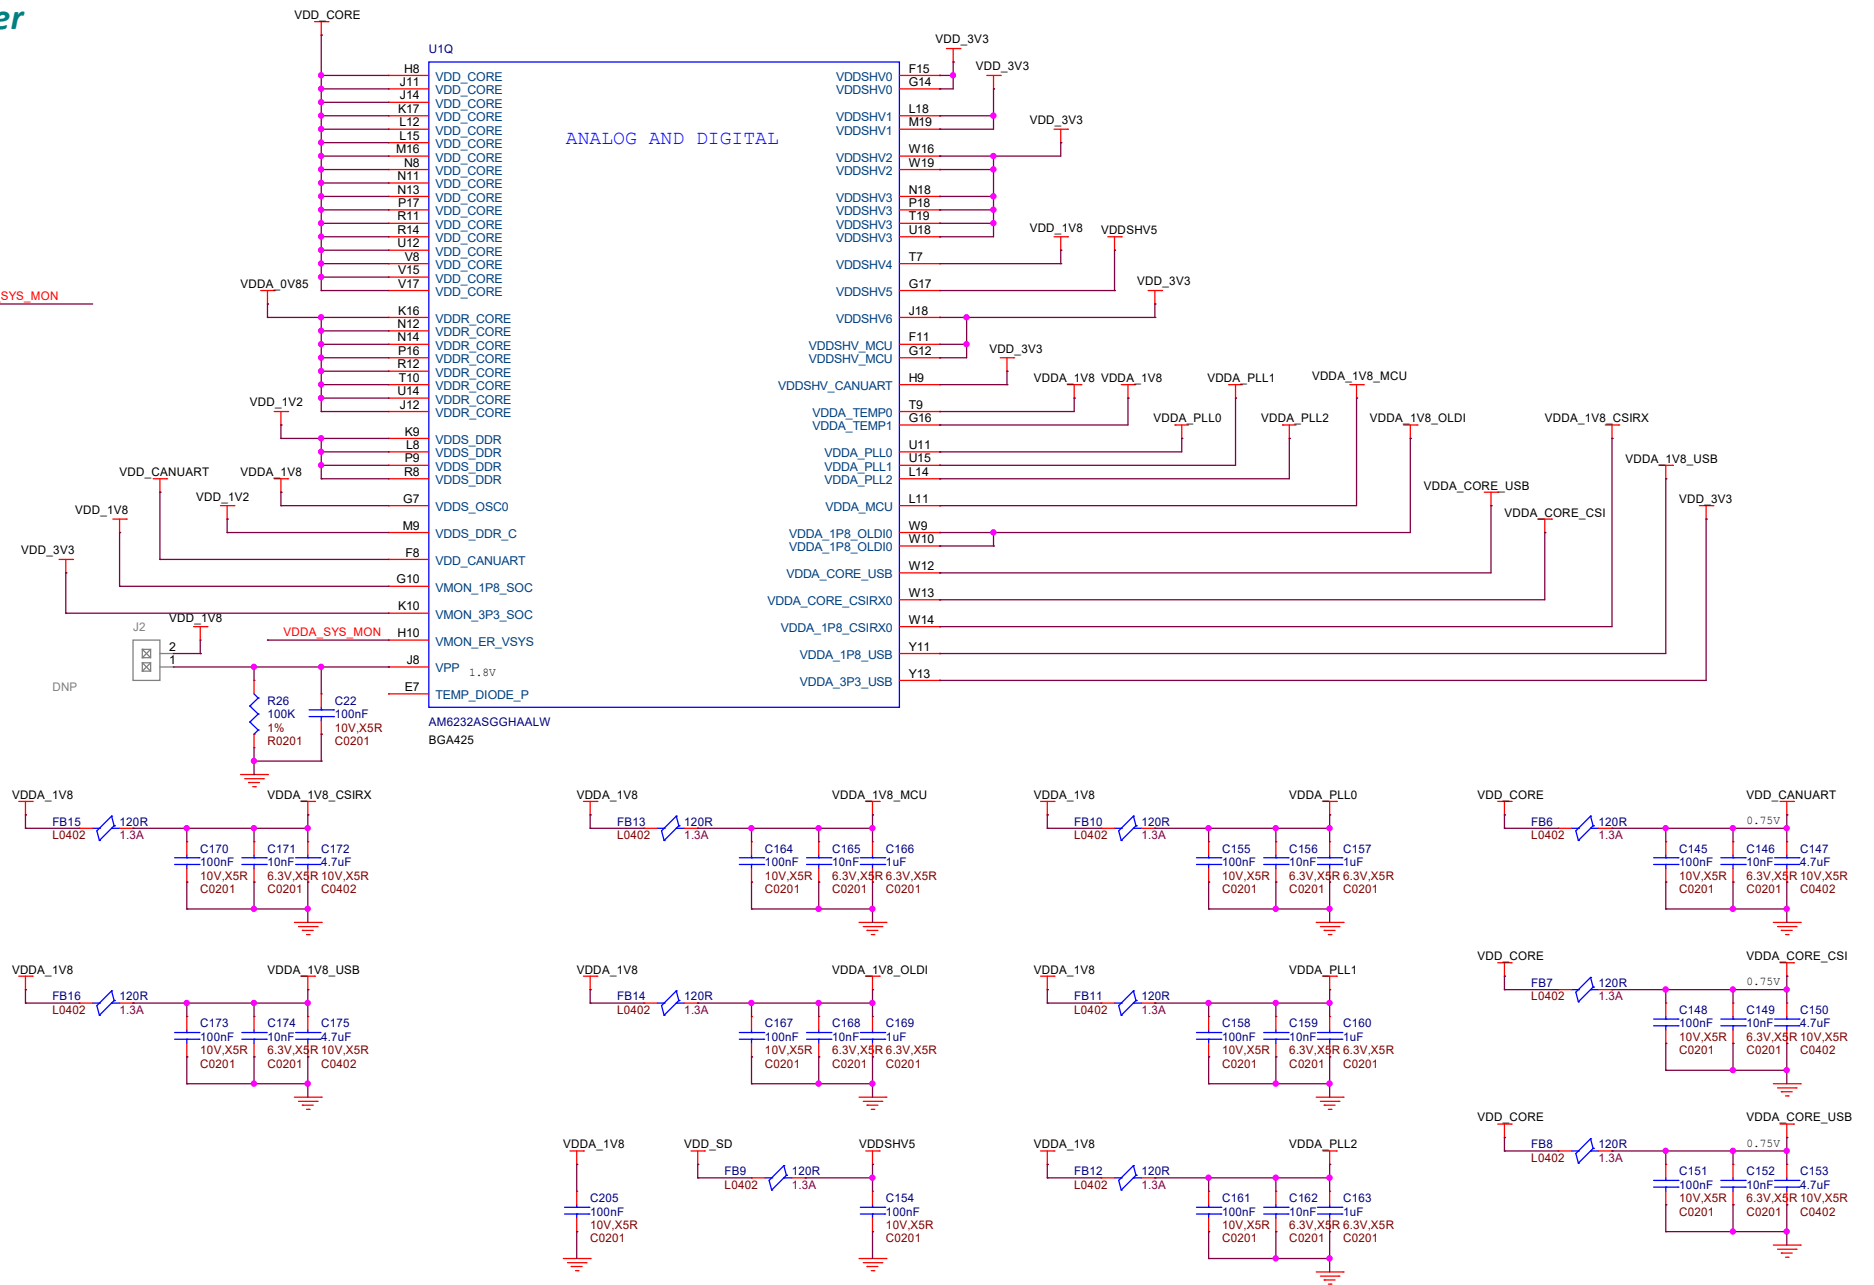 er
VDD_CORE
U1Q
VDD_3V3
VDD_3V3
VDD_3V3
VDD_1V8
VDDSHV5
VDD_3V3
VDD_3V3
VDDA_1V8
VDDA_1V8
VDDA_PLL1
VDDA_1V8_MCU
VDDA_PLL0
VDDA_PLL2
VDDA_1V8_OLDI
VDDA_1V8_CSIRX
VDDA_1V8_USB
VDDA_CORE_USB
VDD_3V3
VDDA_CORE_CSI
ANALOG AND DIGITAL
H8 VDD_CORE
J11 VDD_CORE
J14 VDD_CORE
K17 VDD_CORE
L12 VDD_CORE
L15 VDD_CORE
M16 VDD_CORE
N8 VDD_CORE
N11 VDD_CORE
N13 VDD_CORE
P17 VDD_CORE
R11 VDD_CORE
R14 VDD_CORE
U12 VDD_CORE
V8 VDD_CORE
V15 VDD_CORE
V17 VDD_CORE
SYS_MON
VDDA_0V85
K16 VDDR_CORE
N12 VDDR_CORE
N14 VDDR_CORE
P16 VDDR_CORE
R12 VDDR_CORE
T10 VDDR_CORE
U14 VDDR_CORE
J12 VDDR_CORE
VDD_1V2
K9 VDDS_DDR
L8 VDDS_DDR
P9 VDDS_DDR
R8 VDDS_DDR
VDD_CANUART
VDDA_1V8
G7 VDDS_OSC0
VDD_1V2
M9 VDDS_DDR_C
VDD_1V8
F8 VDD_CANUART
VDD_3V3
G10 VMON_1P8_SOC
K10 VMON_3P3_SOC
VDDA_SYS_MON H10 VMON_ER_VSYS
J8 VPP 1.8V
E7 TEMP_DIODE_P
VDDSHV0 F15
VDDSHV0 G14
VDDSHV1 L18
VDDSHV1 M19
VDDSHV2 W16
VDDSHV2 W19
VDDSHV3 N18
VDDSHV3 P18
VDDSHV3 T19
VDDSHV3 U18
VDDSHV4 T7
VDDSHV5 G17
VDDSHV6 J18
VDDSHV_MCU F11
VDDSHV_MCU G12
VDDSHV_CANUART H9
VDDA_TEMP0 T9
VDDA_TEMP1 G16
VDDA_PLL0 U11
VDDA_PLL1 U15
VDDA_PLL2 L14
VDDA_MCU L11
VDDA_1P8_OLDI0 W9
VDDA_1P8_OLDI0 W10
VDDA_CORE_USB W12
VDDA_CORE_CSIRX0 W13
VDDA_1P8_CSIRX0 W14
VDDA_1P8_USB Y11
VDDA_3P3_USB Y13
AM6232ASGGHAALW
BGA425
J2
VDD_1V8
2
1
DNP
R26
100K
1%
R0201
C22
100nF
10V,X5R
C0201
VDDA_1V8
VDDA_1V8_CSIRX
FB15 120R
L0402 1.3A
C170 C171 C172
100nF 10nF 4.7uF
10V,X5R 6.3V,X5R 10V,X5R
C0201 C0201 C0402
VDDA_1V8
VDDA_1V8_MCU
FB13 120R
L0402 1.3A
C164 C165 C166
100nF 10nF 1uF
10V,X5R 6.3V,X5R 6.3V,X5R
C0201 C0201 C0201
VDDA_1V8
VDDA_PLL0
FB10 120R
L0402 1.3A
C155 C156 C157
100nF 10nF 1uF
10V,X5R 6.3V,X5R 6.3V,X5R
C0201 C0201 C0201
VDD_CORE
VDD_CANUART
0.75V
FB6 120R
L0402 1.3A
C145 C146 C147
100nF 10nF 4.7uF
10V,X5R 6.3V,X5R 10V,X5R
C0201 C0201 C0402
VDDA_1V8
VDDA_1V8_USB
FB16 120R
L0402 1.3A
C173 C174 C175
100nF 10nF 4.7uF
10V,X5R 6.3V,X5R 10V,X5R
C0201 C0201 C0402
VDDA_1V8
VDDA_1V8_OLDI
FB14 120R
L0402 1.3A
C167 C168 C169
100nF 10nF 1uF
10V,X5R 6.3V,X5R 6.3V,X5R
C0201 C0201 C0201
VDDA_1V8
VDDA_PLL1
FB11 120R
L0402 1.3A
C158 C159 C160
100nF 10nF 1uF
10V,X5R 6.3V,X5R 6.3V,X5R
C0201 C0201 C0201
VDD_CORE
VDDA_CORE_CSI
0.75V
FB7 120R
L0402 1.3A
C148 C149 C150
100nF 10nF 4.7uF
10V,X5R 6.3V,X5R 10V,X5R
C0201 C0201 C0402
VDDA_1V8
C205
100nF
10V,X5R
C0201
VDD_SD
VDDSHV5
FB9 120R
L0402 1.3A
C154
100nF
10V,X5R
C0201
VDDA_1V8
VDDA_PLL2
FB12 120R
L0402 1.3A
C161 C162 C163
100nF 10nF 1uF
10V,X5R 6.3V,X5R 6.3V,X5R
C0201 C0201 C0201
VDD_CORE
VDDA_CORE_USB
0.75V
FB8 120R
L0402 1.3A
C151 C152 C153
100nF 10nF 4.7uF
10V,X5R 6.3V,X5R 10V,X5R
C0201 C0201 C0402